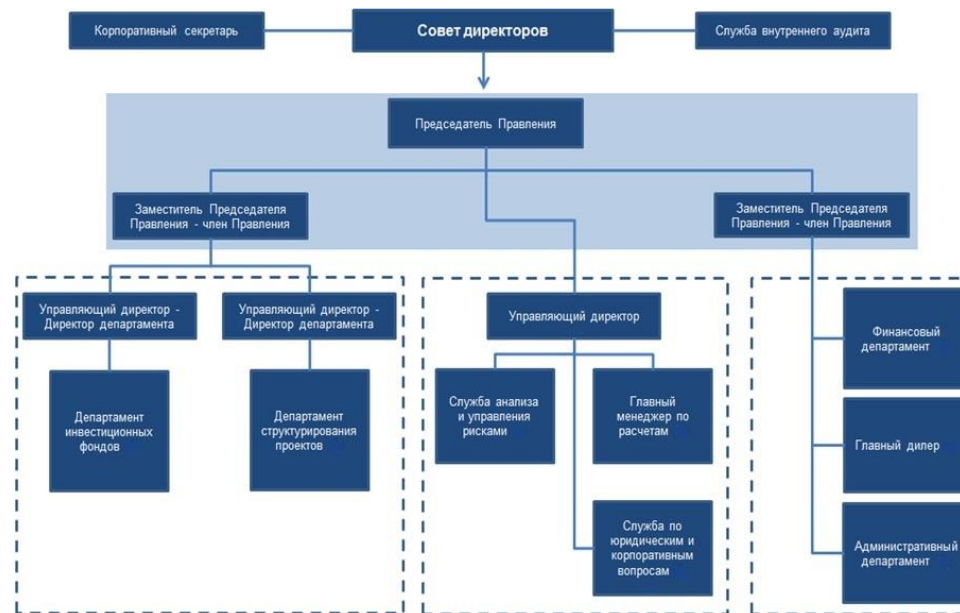 Корпоративный секретарь
Совет директоров
Служба внутреннего аудита
Председатель Правления
Заместитель Председателя
Правления - член Правления
Заместитель Председателя
Правления - член Правления
Управляющий директор -
Директор департамента
Управляющий директор -
Директор департамента
Управляющий директор
Финансовый
департамент
Департамент
инвестиционных
фондов
Департамент
структурирования
проектов
Служба анализа
и управления
рисками
Главный
менеджер по
расчетам
Главный дилер
Служба по
юридическим и
корпоративным
вопросам
Административный
департамент